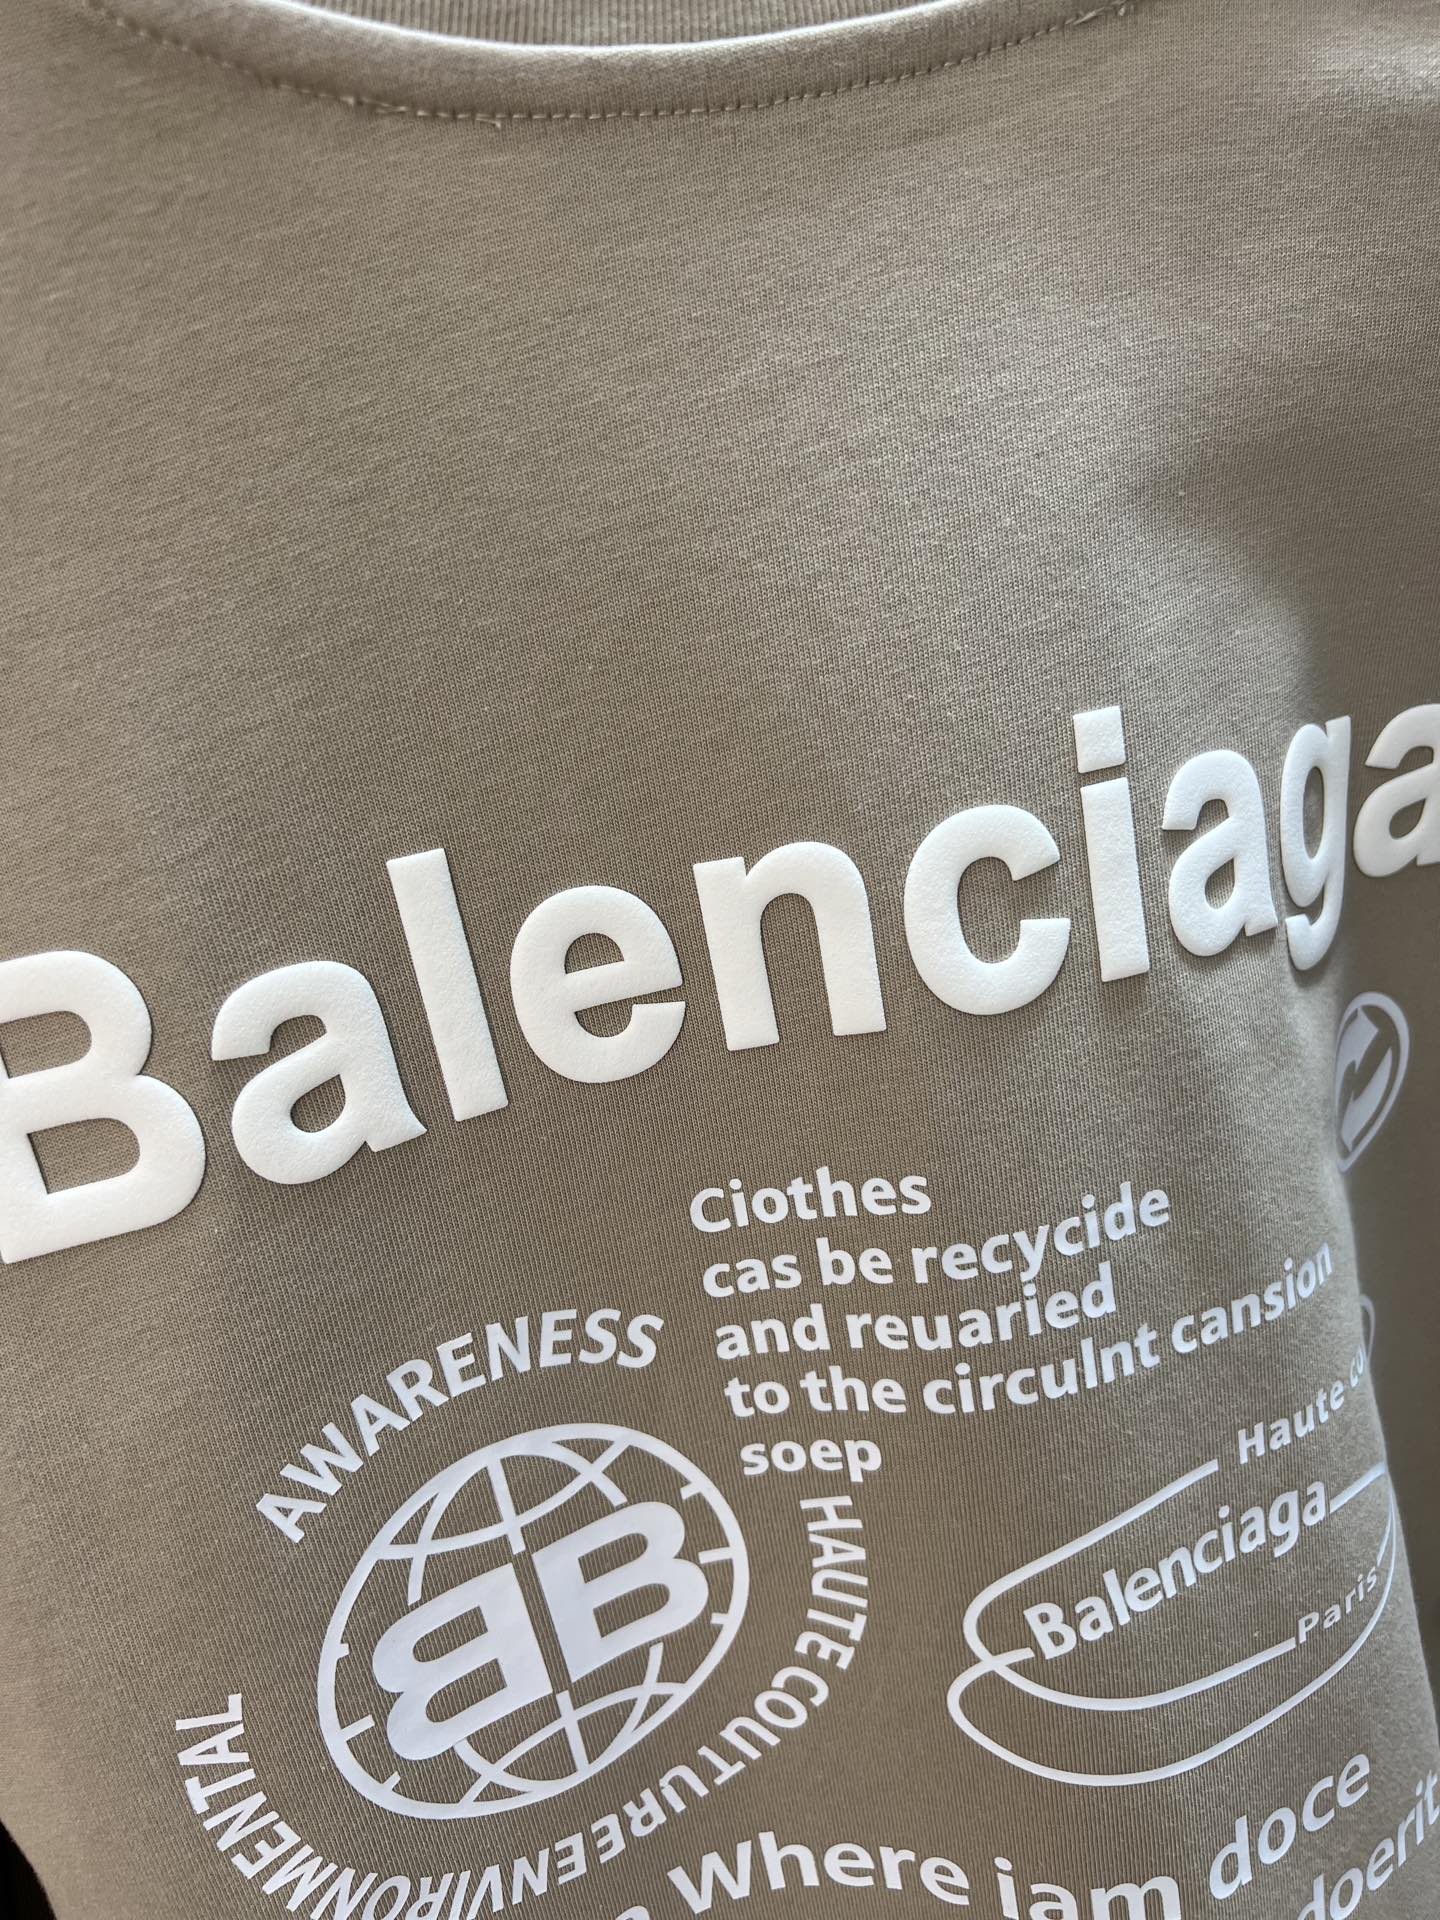 Balenciaga
Ciothes
cas be recycide
and reuaried
to the circulnt cansion
soep
AWARENESS
HAUTE COUTURE ENVIRONMENTAL
BB
Haute
Balenciaga
Paris
Where iam doce
doerit